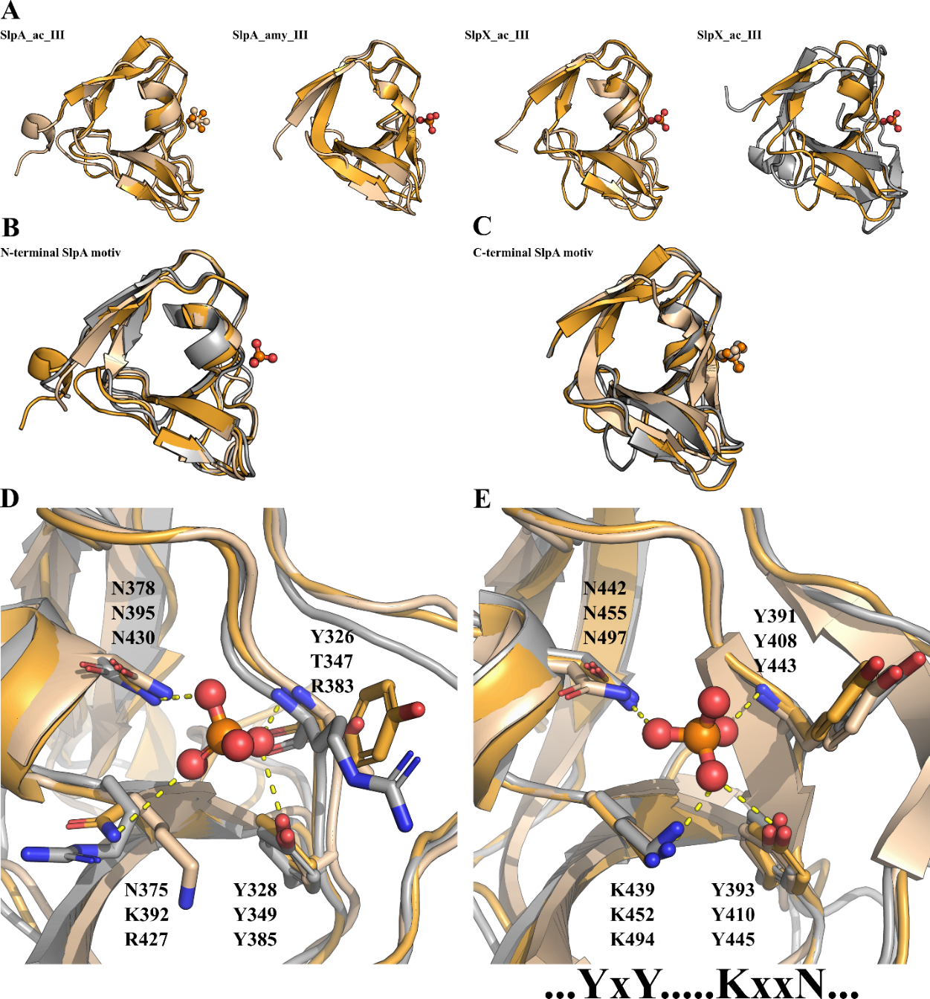 A
SlpA_ac_III
SlpA_amy_III
SlpX_ac_III
SlpX_ac_III
B
N-terminal SlpA motiv
C
C-terminal SlpA motiv
D
N378
N395
N430
Y326
T347
R383
N375
K392
R427
Y328
Y349
Y385
E
N442
N455
N497
Y391
Y408
Y443
K439
K452
K494
Y393
Y410
Y445
...YxY.....KxxN...